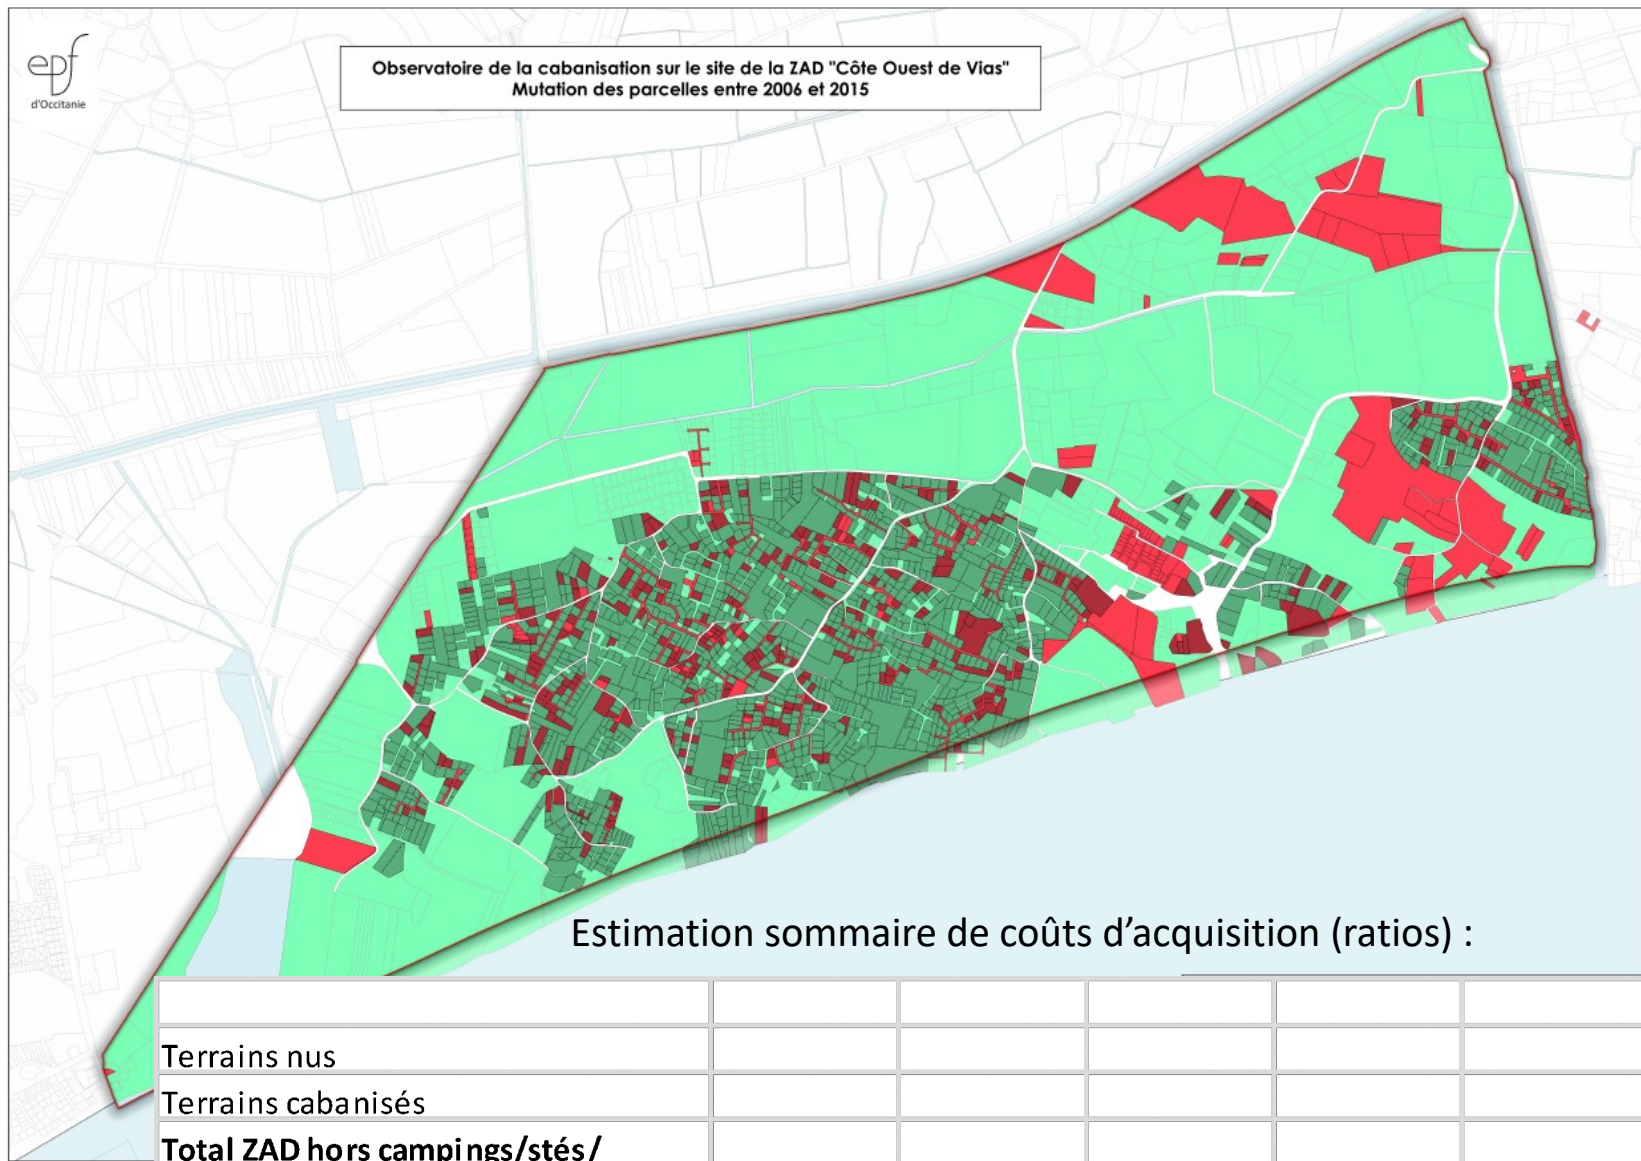 epf
d'Occitanie
Observatoire de la cabanisation sur le site de la ZAD "Côte Ouest de Vias"
Mutation des parcelles entre 2006 et 2015
Estimation sommaire de coûts d’acquisition (ratios) :
Terrains nus
Terrains cabanisés
Total ZAD hors campings/stés/